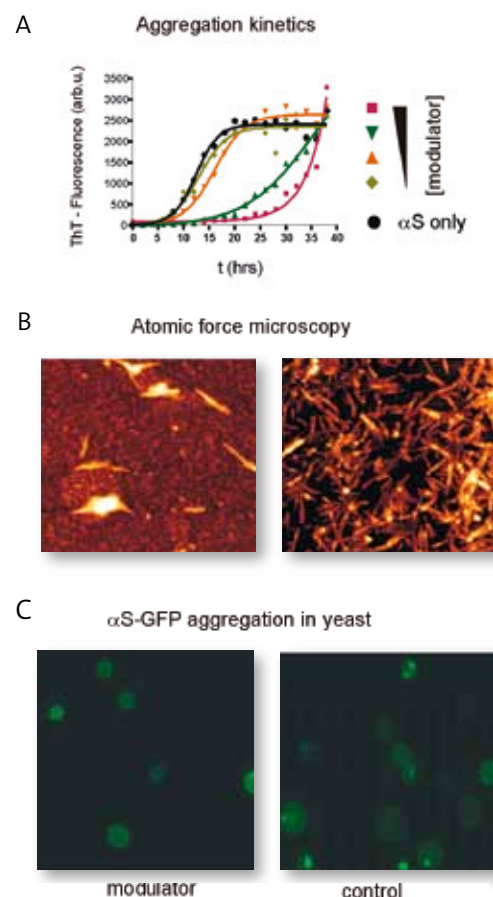 A
Aggregation kinetics
ThT - Fluorescence (arb.u.)
3500
3000
2500
2000
1500
1000
500
0
0 5 10 15 20 25 30 35 40
t (hrs)
[modulator]
αS only
B
Atomic force microscopy
C
αS-GFP aggregation in yeast
modulator control